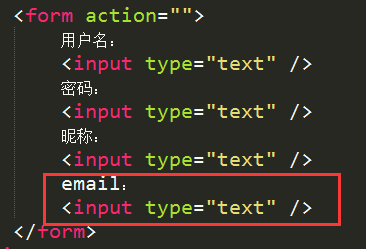 <form action="">
用户名：
<input type="text" />
密码：
<input type="text" />
昵称：
<input type="text" />
email：
<input type="text" />
</form>